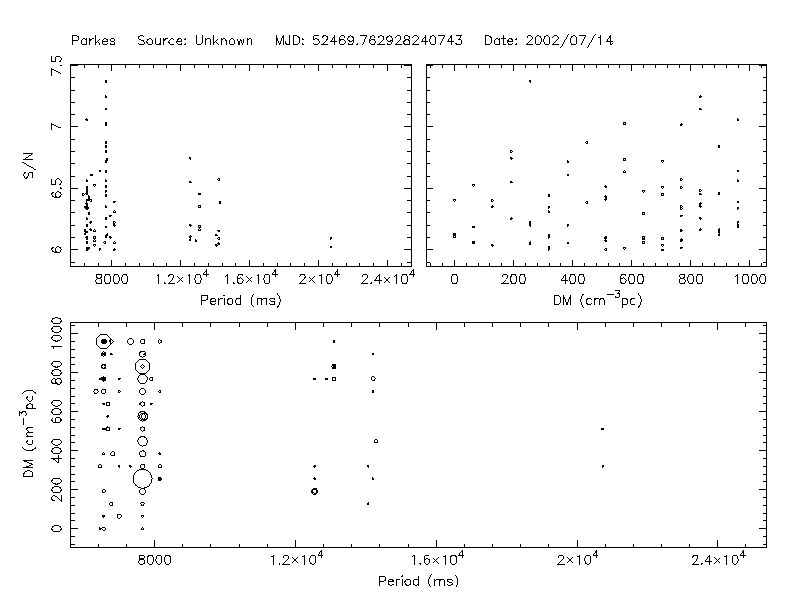 Parkes Source: Unknown MJD: 52469.762928240743 Date: 2002/07/14
7.5
7
6.5
6
S/N
8000 1.2×10⁴ 1.6×10⁴ 2×10⁴ 2.4×10⁴
Period (ms)
0 200 400 600 800 1000
DM (cm⁻³pc)
1000
800
600
400
200
0
DM (cm⁻³pc)
8000 1.2×10⁴ 1.6×10⁴ 2×10⁴ 2.4×10⁴
Period (ms)